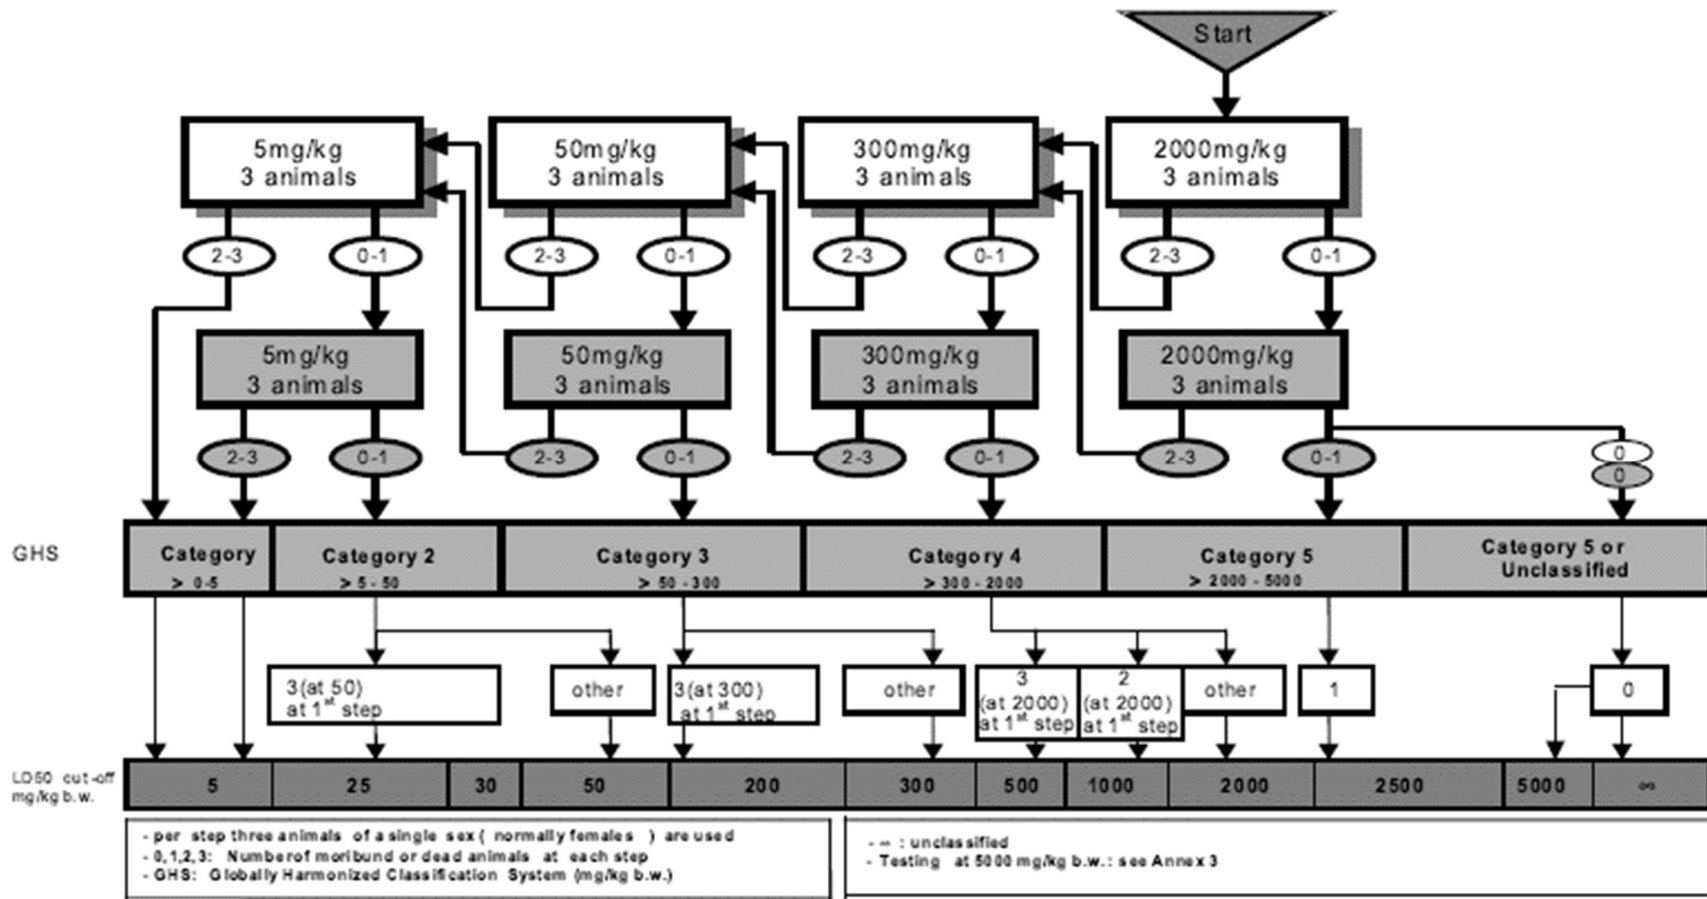 Start
5mg/kg
3 animals
50mg/kg
3 animals
300mg/kg
3 animals
2000mg/kg
3 animals
2-3
0-1
2-3
0-1
2-3
0-1
2-3
0-1
5mg/kg
3 animals
50mg/kg
3 animals
300mg/kg
3 animals
2000mg/kg
3 animals
2-3
0-1
2-3
0-1
2-3
0-1
2-3
0-1
0
0
GHS
Category
> 0-5
Category 2
> 5-50
Category 3
> 50-300
Category 4
> 300-2000
Category 5
> 2000-5000
Category 5 or
Unclassified
3(at 50)
at 1st step
other
3(at 300)
at 1st step
other
3
(at 2000)
at 1st step
2
(at 2000)
at 1st step
other
1
0
LD50 cut-off
mg/kg b.w.
5
25
30
50
200
300
500
1000
2000
2500
5000
∞
- per step three animals of a single sex ( normally females ) are used
- 0,1,2,3: Numberof moribund or dead animals at each step
- GHS: Globally Harmonized Classification System (mg/kg b.w.)
- ∞ : unclassified
- Testing at 5000 mg/kg b.w.: see Annex 3